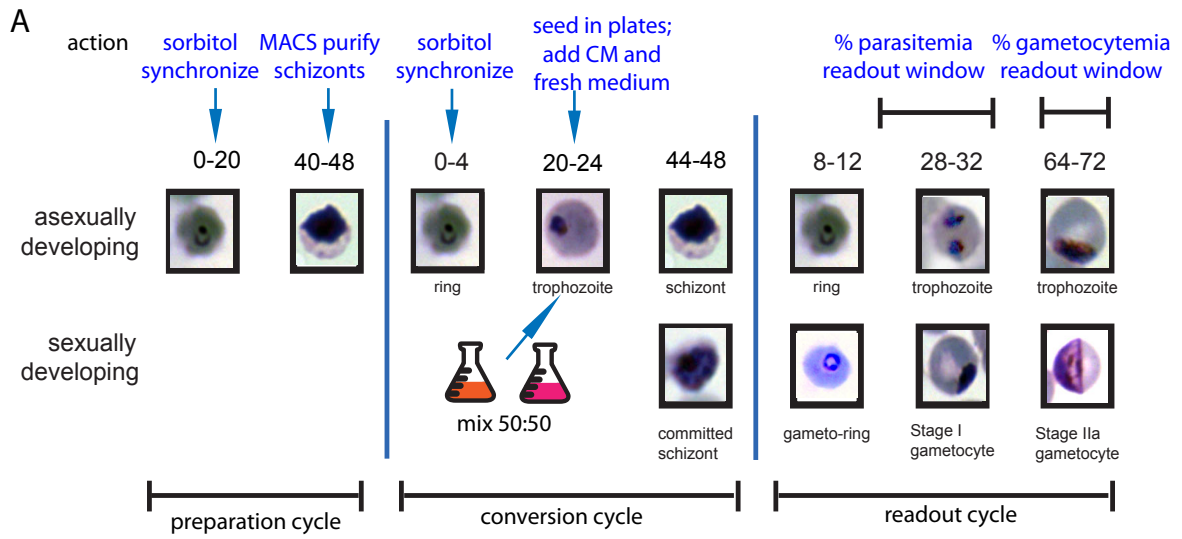 A
action
sorbitol
synchronize
MACS purify
schizonts
sorbitol
synchronize
seed in plates;
add CM and
fresh medium
% parasitemia
readout window
% gametocytemia
readout window
0-20
40-48
0-4
20-24
44-48
8-12
28-32
64-72
asexually
developing
ring
trophozoite
schizont
ring
trophozoite
trophozoite
sexually
developing
mix 50:50
committed
schizont
gameto-ring
Stage I
gametocyte
Stage IIa
gametocyte
preparation cycle
conversion cycle
readout cycle